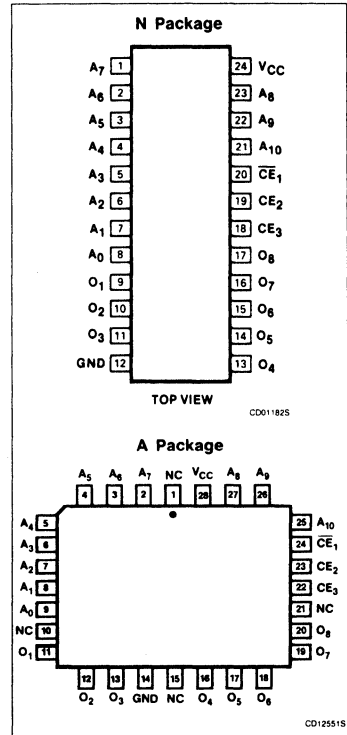 N Package
A7 1 24 VCC
A6 2 23 A8
A5 3 22 A9
A4 4 21 A10
A3 5 20 C̅E̅1
A2 6 19 CE2
A1 7 18 CE3
A0 8 17 O8
O1 9 16 O7
O2 10 15 O6
O3 11 14 O5
GND 12 13 O4
TOP VIEW
CD01182S
A Package
A5 A6 A7 NC VCC A8 A9
4 3 2 1 28 27 26
A4 5 25 A10
A3 6 24 C̅E̅1
A2 7 23 CE2
A1 8 22 CE3
A0 9 21 NC
NC 10 20 O8
O1 11 19 O7
12 13 14 15 16 17 18
O2 O3 GND NC O4 O5 O6
CD12551S